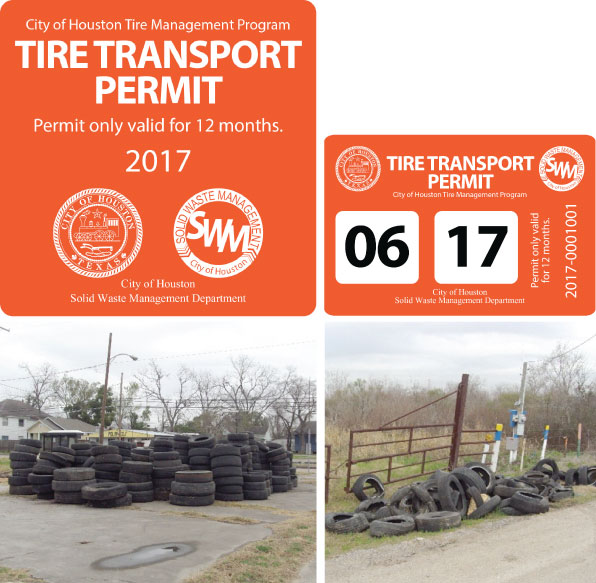 City of Houston Tire Management Program
TIRE TRANSPORT
PERMIT
Permit only valid for 12 months.
2017
CITY OF HOUSTON
TEXAS
SOLID WASTE MANAGEMENT
SWM
City of Houston
City of Houston
Solid Waste Management Department
CITY OF HOUSTON
TEXAS
TIRE TRANSPORT
PERMIT
City of Houston Tire Management Program
SOLID WASTE MANAGEMENT
SWM
City of Houston
06
17
Permit only valid
for 12 months.
2017-0001001
City of Houston
Solid Waste Management Department